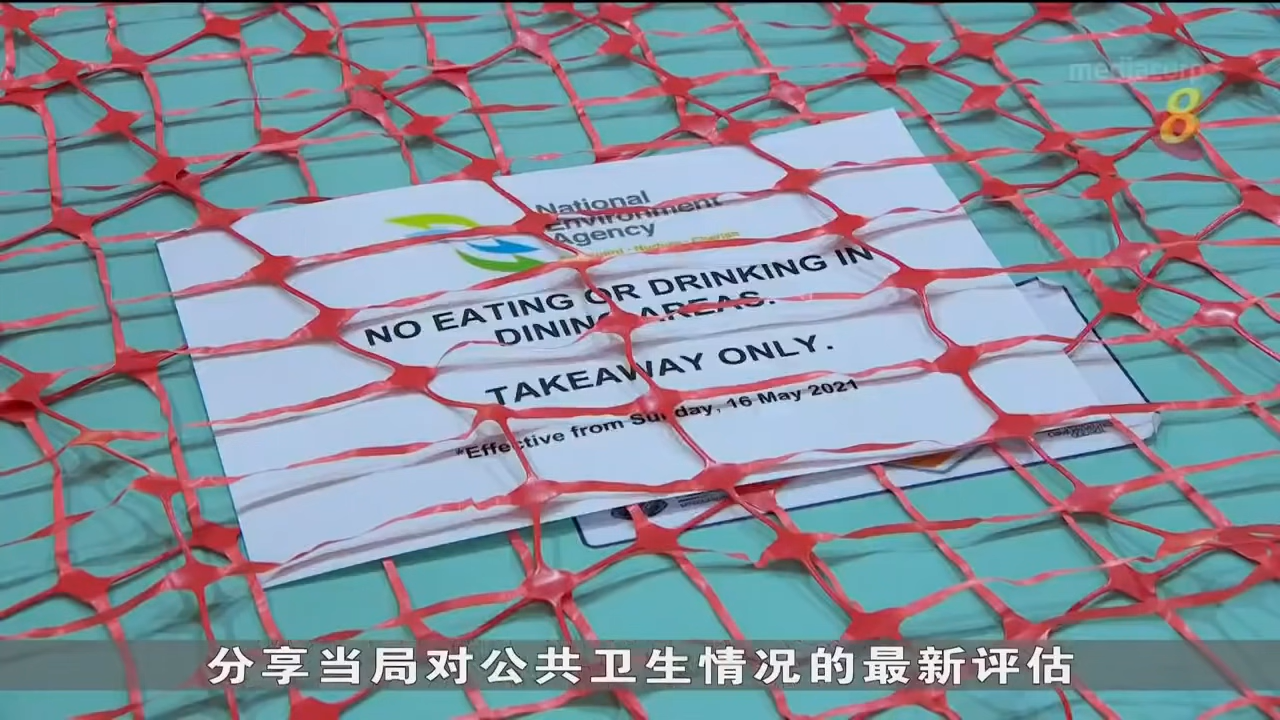 mediacorp
8
National
Environment
Agency
NO EATING OR DRINKING IN
DINING AREAS.
TAKEAWAY ONLY.
*Effective from Sunday, 16 May 2021
分享当局对公共卫生情况的最新评估